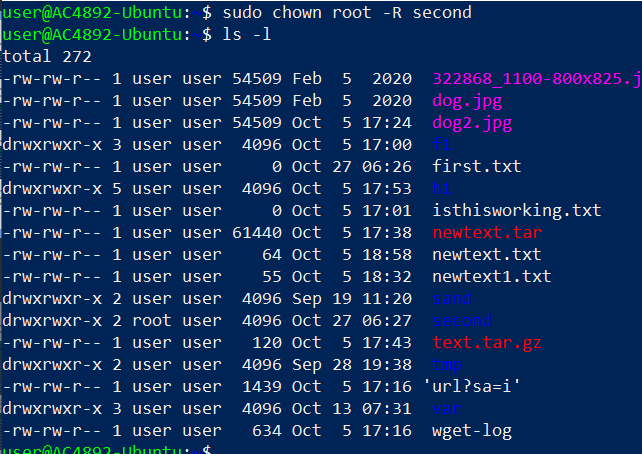 user@AC4892-Ubuntu: $ sudo chown root -R second
user@AC4892-Ubuntu: $ ls -l
total 272
-rw-rw-r-- 1 user user 54509 Feb  5  2020  322868_1100-800x825.j
-rw-rw-r-- 1 user user 54509 Feb  5  2020  dog.jpg
-rw-rw-r-- 1 user user 54509 Oct  5 17:24  dog2.jpg
drwxrwxr-x 3 user user  4096 Oct  5 17:00
-rw-rw-r-- 1 user user     0 Oct 27 06:26  first.txt
drwxrwxr-x 5 user user  4096 Oct  5 17:53
-rw-rw-r-- 1 user user     0 Oct  5 17:01  isthisworking.txt
-rw-rw-r-- 1 user user 61440 Oct  5 17:38  newtext.tar
-rw-rw-r-- 1 user user    64 Oct  5 18:58  newtext.txt
-rw-rw-r-- 1 user user    55 Oct  5 18:32  newtext1.txt
drwxrwxr-x 2 user user  4096 Sep 19 11:20
drwxrwxr-x 2 root user  4096 Oct 27 06:27  second
-rw-rw-r-- 1 user user   120 Oct  5 17:43  text.tar.gz
drwxrwxr-x 2 user user  4096 Sep 28 19:38  tmp
-rw-rw-r-- 1 user user  1439 Oct  5 17:16 'url?sa=i'
drwxrwxr-x 3 user user  4096 Oct 13 07:31
-rw-rw-r-- 1 user user   634 Oct  5 17:16  wget-log
user@AC4892-Ubuntu: $